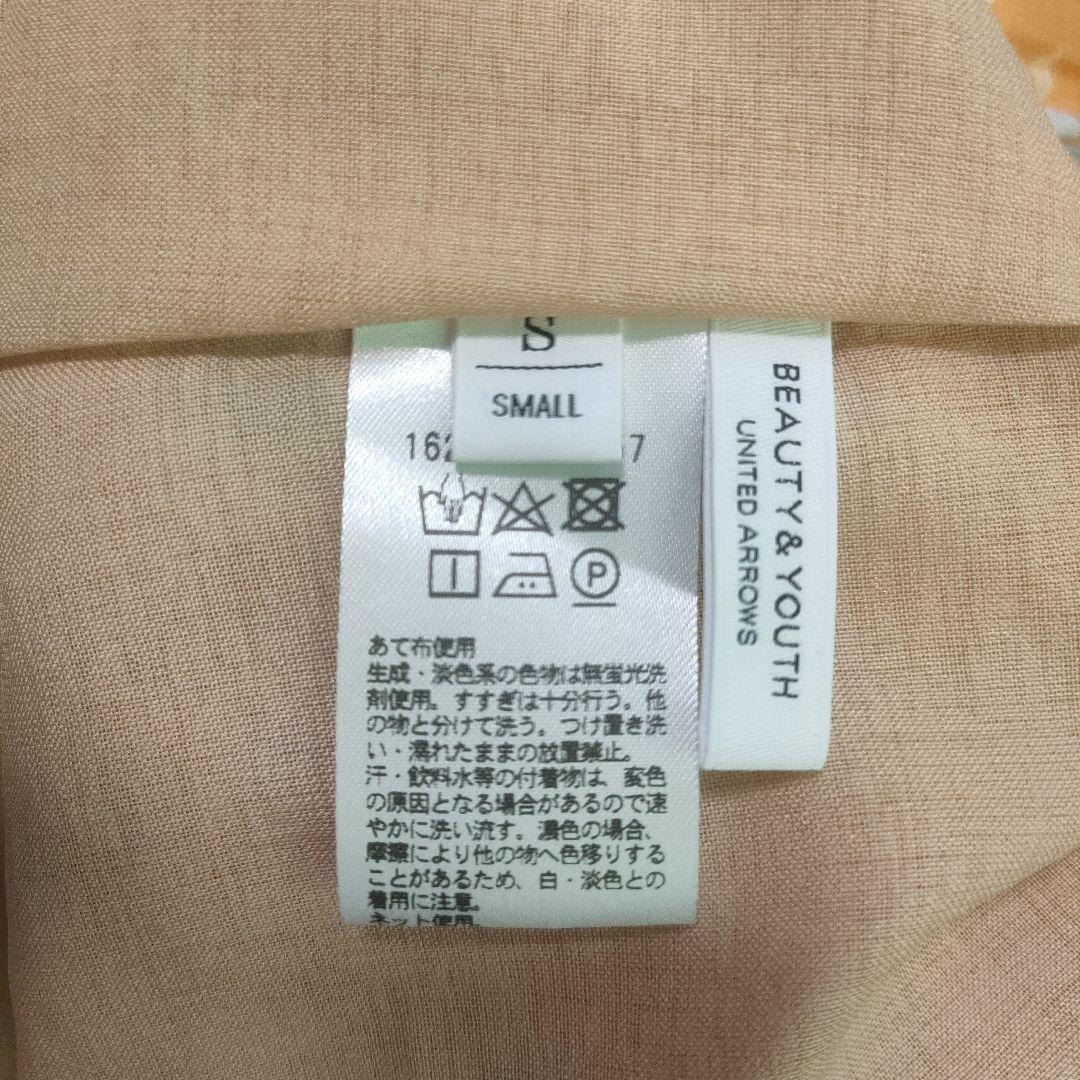 S
SMALL
162
7
P
あて布使用
生成・淡色系の色物は無蛍光洗
剤使用。すすぎは十分行う。他
の物と分けて洗う。つけ置き洗
い・濡れたままの放置禁止。
汗・飲料水等の付着物は、変色
の原因となる場合があるので速
やかに洗い流す。濃色の場合、
摩擦により他の物へ色移りする
ことがあるため、白・淡色との
着用に注意。
ネット使用。
BEAUTY & YOUTH
UNITED ARROWS